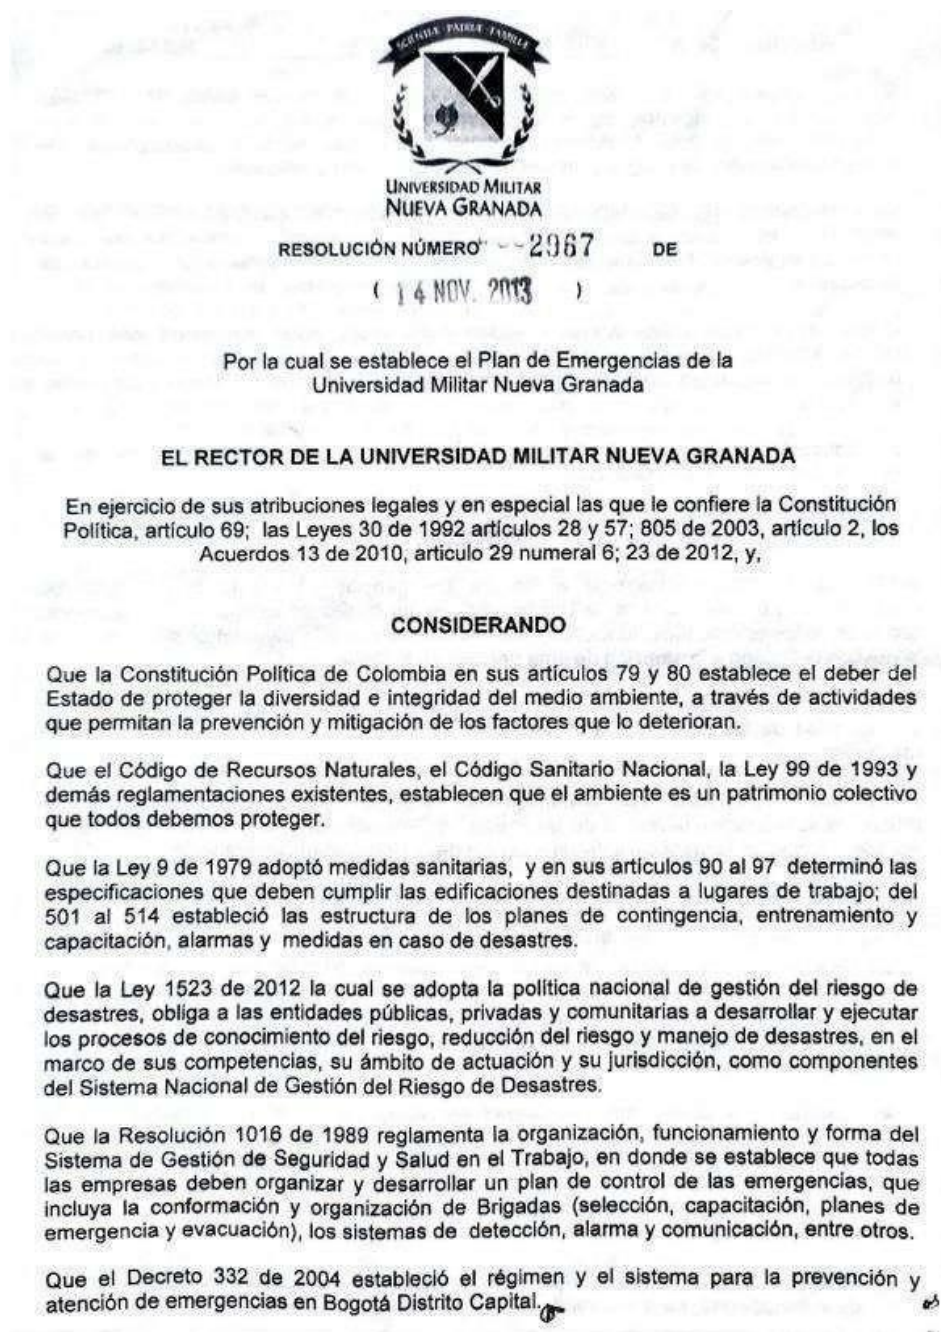 SCIENTIÆ PATRIÆ FAMILIÆ
UNIVERSIDAD MILITAR
NUEVA GRANADA
RESOLUCIÓN NÚMERO 2967 DE
( 14 NOV. 2013 )
Por la cual se establece el Plan de Emergencias de la
Universidad Militar Nueva Granada
EL RECTOR DE LA UNIVERSIDAD MILITAR NUEVA GRANADA
En ejercicio de sus atribuciones legales y en especial las que le confiere la Constitución
Política, artículo 69; las Leyes 30 de 1992 artículos 28 y 57; 805 de 2003, artículo 2, los
Acuerdos 13 de 2010, articulo 29 numeral 6; 23 de 2012, y,
CONSIDERANDO
Que la Constitución Política de Colombia en sus artículos 79 y 80 establece el deber del
Estado de proteger la diversidad e integridad del medio ambiente, a través de actividades
que permitan la prevención y mitigación de los factores que lo deterioran.
Que el Código de Recursos Naturales, el Código Sanitario Nacional, la Ley 99 de 1993 y
demás reglamentaciones existentes, establecen que el ambiente es un patrimonio colectivo
que todos debemos proteger.
Que la Ley 9 de 1979 adoptó medidas sanitarias, y en sus artículos 90 al 97 determinó las
especificaciones que deben cumplir las edificaciones destinadas a lugares de trabajo; del
501 al 514 estableció las estructura de los planes de contingencia, entrenamiento y
capacitación, alarmas y medidas en caso de desastres.
Que la Ley 1523 de 2012 la cual se adopta la política nacional de gestión del riesgo de
desastres, obliga a las entidades públicas, privadas y comunitarias a desarrollar y ejecutar
los procesos de conocimiento del riesgo, reducción del riesgo y manejo de desastres, en el
marco de sus competencias, su ámbito de actuación y su jurisdicción, como componentes
del Sistema Nacional de Gestión del Riesgo de Desastres.
Que la Resolución 1016 de 1989 reglamenta la organización, funcionamiento y forma del
Sistema de Gestión de Seguridad y Salud en el Trabajo, en donde se establece que todas
las empresas deben organizar y desarrollar un plan de control de las emergencias, que
incluya la conformación y organización de Brigadas (selección, capacitación, planes de
emergencia y evacuación), los sistemas de detección, alarma y comunicación, entre otros.
Que el Decreto 332 de 2004 estableció el régimen y el sistema para la prevención y
atención de emergencias en Bogotá Distrito Capital.